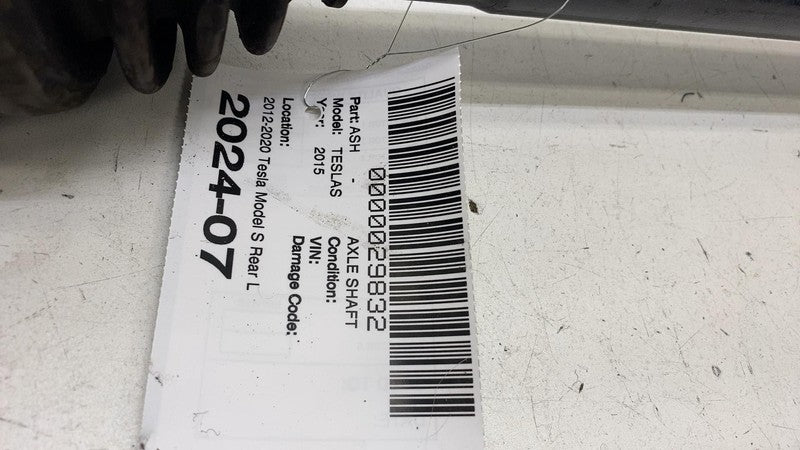 0000029832
Part: ASH - AXLE SHAFT
Model: TESLAS Condition:
Year: 2015 VIN:
Damage Code:
Location:
2012-2020 Tesla Model S Rear L
2024-07